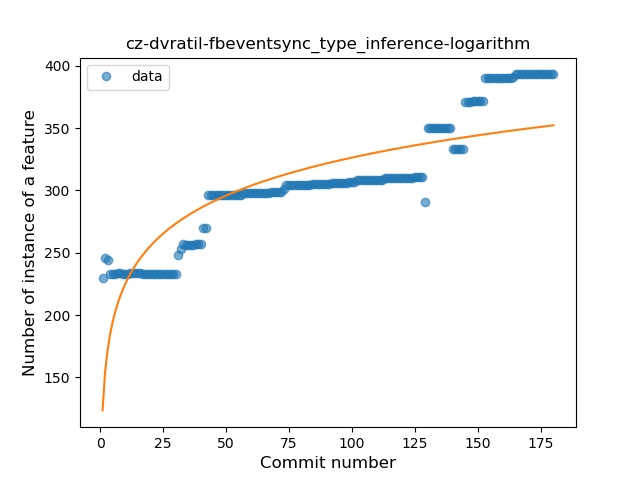 cz-dvratil-fbeventsync_type_inference-logarithm
data
Number of instance of a feature
400
350
300
250
200
150
0 25 50 75 100 125 150 175
Commit number